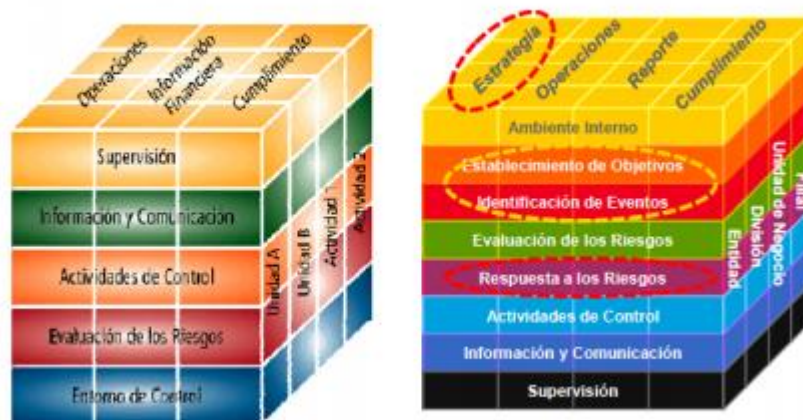 Operaciones
Información
Financiera
Cumplimiento
Supervisión
Información y Comunicación
Actividades de Control
Evaluación de los Riesgos
Entorno de Control
Unidad A
Unidad B
Actividad 1
Actividad 2
Estrategia
Operaciones
Reporte
Cumplimiento
Ambiente Interno
Establecimiento de Objetivos
Identificación de Eventos
Evaluación de los Riesgos
Respuesta a los Riesgos
Actividades de Control
Información y Comunicación
Supervisión
Entidad
División
Unidad de Negocio